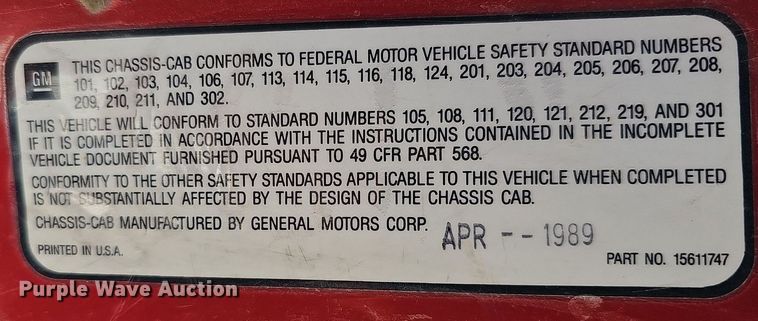 GM
THIS CHASSIS-CAB CONFORMS TO FEDERAL MOTOR VEHICLE SAFETY STANDARD NUMBERS
101, 102, 103, 104, 106, 107, 113, 114, 115, 116, 118, 124, 201, 203, 204, 205, 206, 207, 208,
209, 210, 211, AND 302.
THIS VEHICLE WILL CONFORM TO STANDARD NUMBERS 105, 108, 111, 120, 121, 212, 219, AND 301
IF IT IS COMPLETED IN ACCORDANCE WITH THE INSTRUCTIONS CONTAINED IN THE INCOMPLETE
VEHICLE DOCUMENT FURNISHED PURSUANT TO 49 CFR PART 568.
CONFORMITY TO THE OTHER SAFETY STANDARDS APPLICABLE TO THIS VEHICLE WHEN COMPLETED
IS NOT SUBSTANTIALLY AFFECTED BY THE DESIGN OF THE CHASSIS CAB.
CHASSIS-CAB MANUFACTURED BY GENERAL MOTORS CORP. APR -- 1989
PRINTED IN U.S.A. PART NO. 15611747
Purple Wave Auction